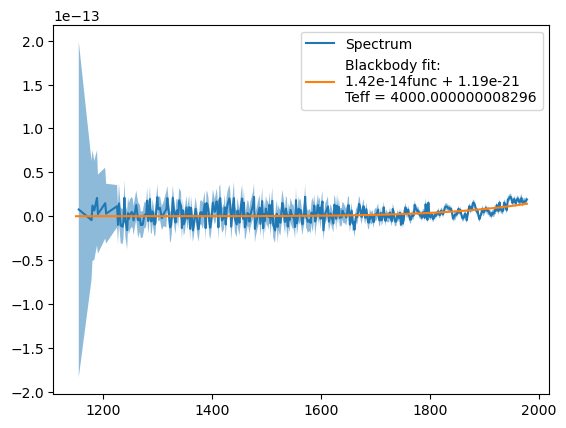 1e−13
2.0
1.5
1.0
0.5
0.0
−0.5
−1.0
−1.5
−2.0
1200
1400
1600
1800
2000
Spectrum
Blackbody fit:
1.42e-14func + 1.19e-21
Teff = 4000.000000008296